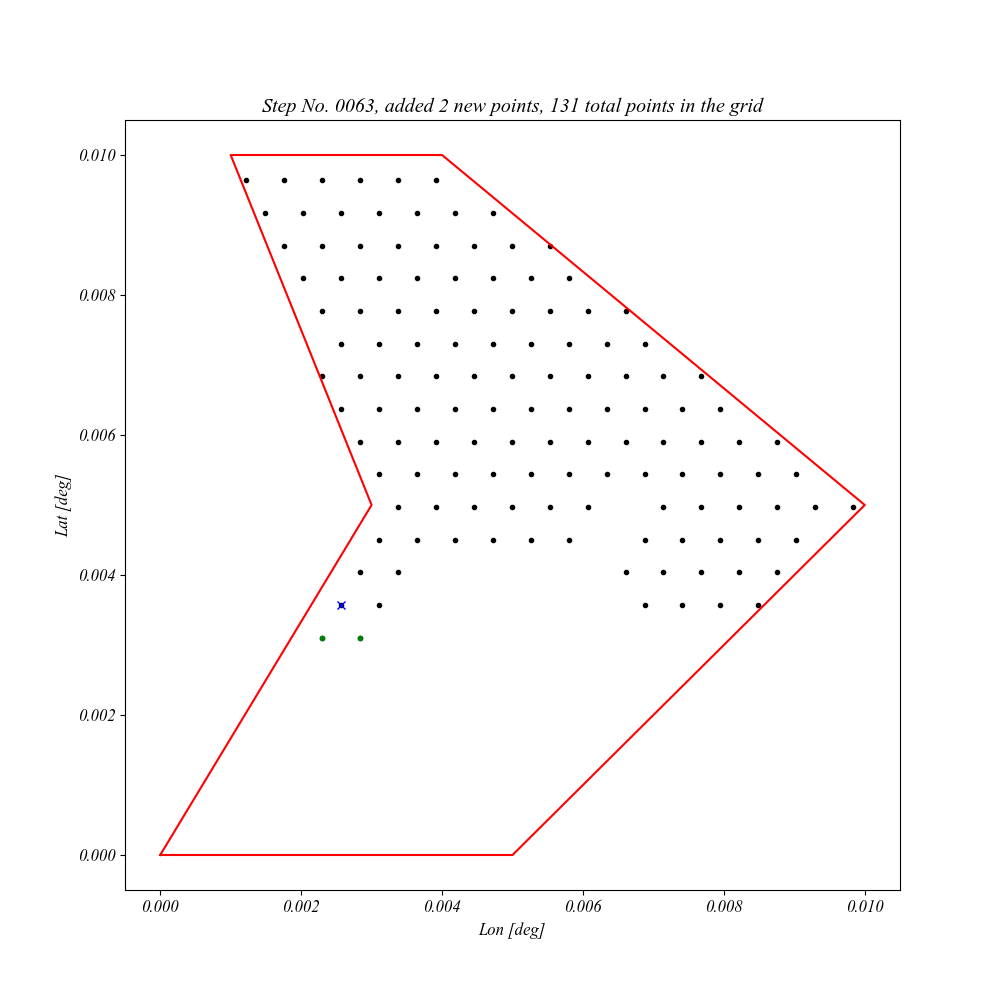 Step No. 0063, added 2 new points, 131 total points in the grid
0.010
0.008
0.006
0.004
0.002
0.000
Lat [deg]
0.000 0.002 0.004 0.006 0.008 0.010
Lon [deg]